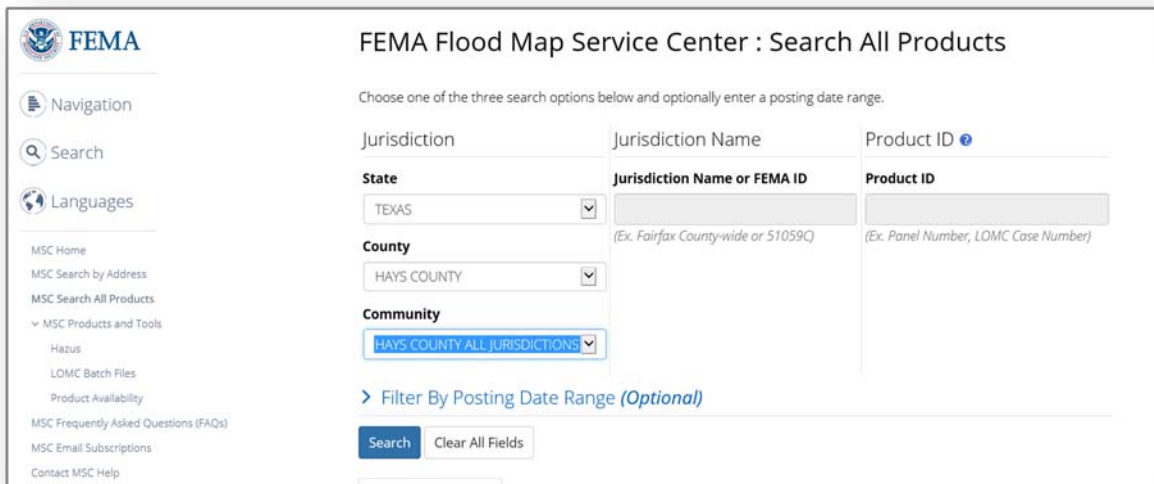 FEMA
Navigation
Search
Languages
MSC Home
MSC Search by Address
MSC Search All Products
MSC Products and Tools
Hazus
LOMC Batch Files
Product Availability
MSC Frequently Asked Questions (FAQs)
MSC Email Subscriptions
Contact MSC Help
FEMA Flood Map Service Center : Search All Products
Choose one of the three search options below and optionally enter a posting date range.
Jurisdiction
State
TEXAS
County
HAYS COUNTY
Community
HAYS COUNTY ALL JURISDICTIONS
Jurisdiction Name
Jurisdiction Name or FEMA ID
(Ex. Fairfax County-wide or 51059C)
Product ID ?
Product ID
(Ex. Panel Number, LOMC Case Number)
> Filter By Posting Date Range (Optional)
Search
Clear All Fields